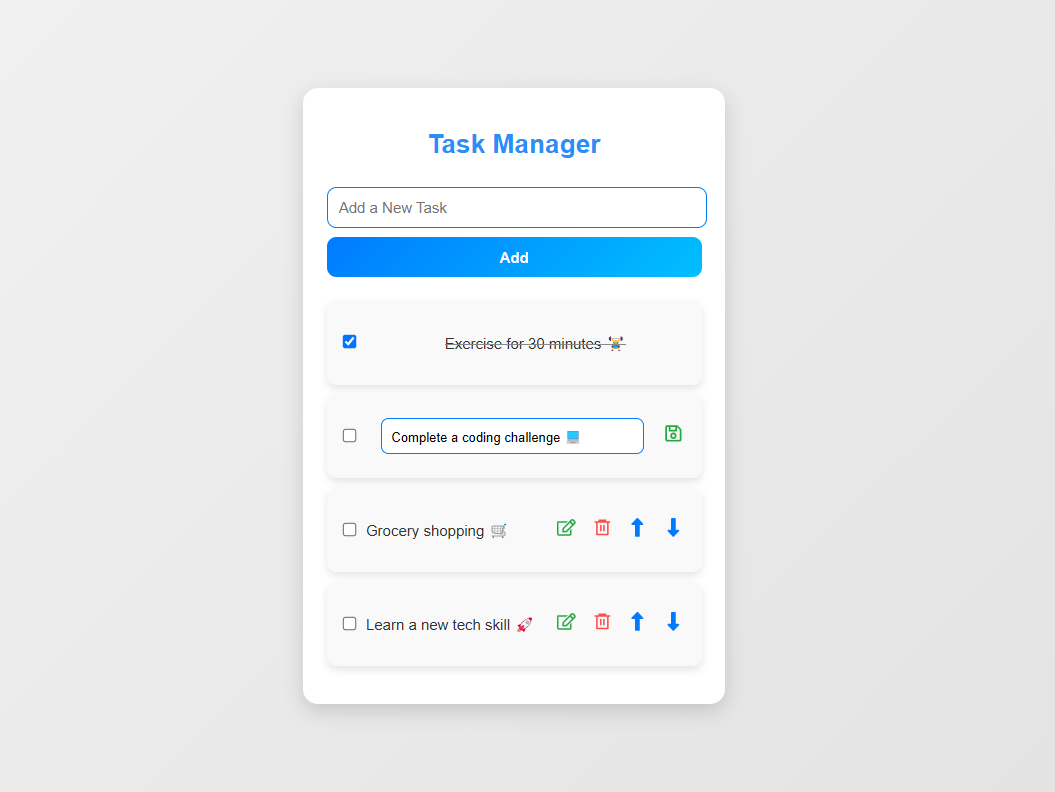 Task Manager
Add a New Task
Add
Exercise for 30 minutes 🏋️
Complete a coding challenge 💻
Grocery shopping 🛒
Learn a new tech skill 🚀